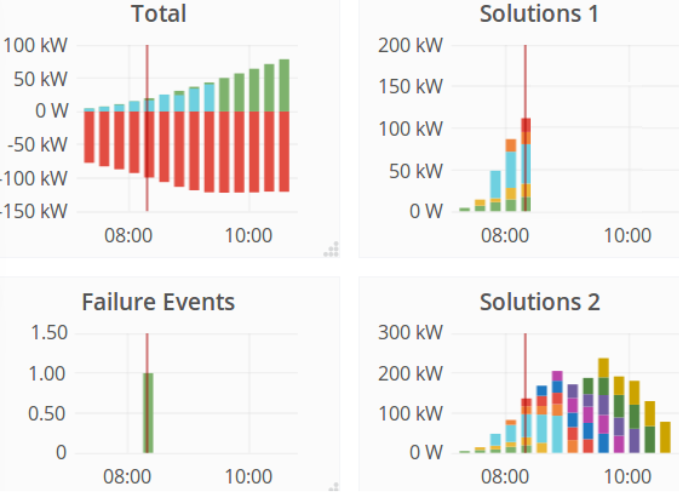 Total
100 kW
50 kW
0 W
-50 kW
-100 kW
-150 kW
08:00 10:00
Solutions 1
200 kW
150 kW
100 kW
50 kW
0 W
08:00 10:00
Failure Events
1.50
1.00
0.50
0
08:00 10:00
Solutions 2
300 kW
200 kW
100 kW
0 W
08:00 10:00